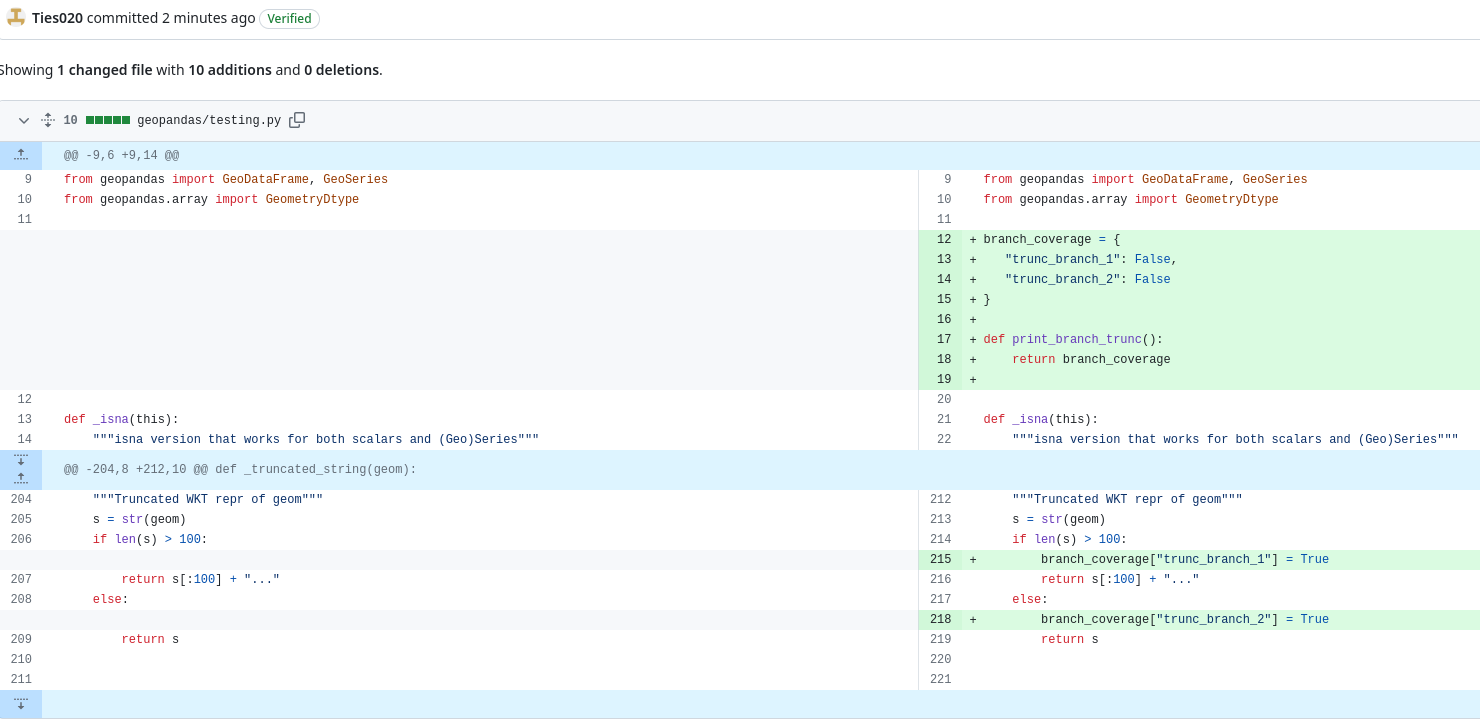 Ties020 committed 2 minutes ago Verified
Showing 1 changed file with 10 additions and 0 deletions.
10 geopandas/testing.py
@@ -9,6 +9,14 @@
9 from geopandas import GeoDataFrame, GeoSeries 9 from geopandas import GeoDataFrame, GeoSeries
10 from geopandas.array import GeometryDtype 10 from geopandas.array import GeometryDtype
11 11
12 + branch_coverage = {
13 + "trunc_branch_1": False,
14 + "trunc_branch_2": False
15 + }
16 +
17 + def print_branch_trunc():
18 + return branch_coverage
19 +
12 20
13 def _isna(this): 21 def _isna(this):
14 """isna version that works for both scalars and (Geo)Series""" 22 """isna version that works for both scalars and (Geo)Series"""
@@ -204,8 +212,10 @@ def _truncated_string(geom):
204 """Truncated WKT repr of geom""" 212 """Truncated WKT repr of geom"""
205 s = str(geom) 213 s = str(geom)
206 if len(s) > 100: 214 if len(s) > 100:
215 + branch_coverage["trunc_branch_1"] = True
207 return s[:100] + "..." 216 return s[:100] + "..."
208 else: 217 else:
218 + branch_coverage["trunc_branch_2"] = True
209 return s 219 return s
210 220
211 221